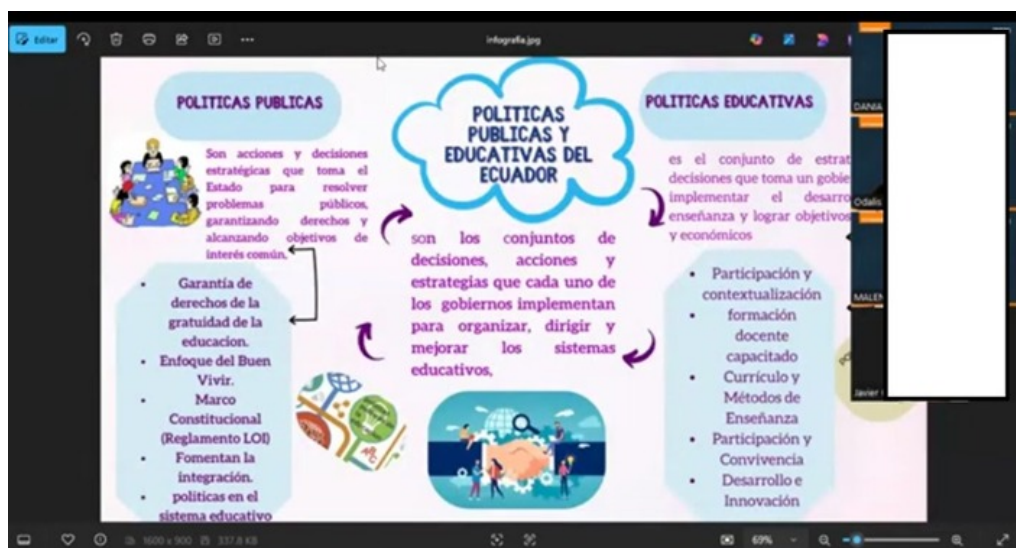 Editar
infografia.jpg
POLITICAS PUBLICAS
POLITICAS
PUBLICAS Y
EDUCATIVAS DEL
ECUADOR
POLITICAS EDUCATIVAS
Son acciones y decisiones
estratégicas que toma el
Estado para resolver
problemas públicos,
garantizando derechos y
alcanzando objetivos de
interés común,
son los conjuntos de
decisiones, acciones y
estrategias que cada uno de
los gobiernos implementan
para organizar, dirigir y
mejorar los sistemas
educativos,
es el conjunto de estrat
decisiones que toma un gobie
implementar el desarro
enseñanza y lograr objetivos
y económicos
• Garantía de
derechos de la
gratuidad de la
educacion.
• Enfoque del Buen
Vivir.
• Marco
Constitucional
(Reglamento LOI)
• Fomentan la
integración.
• políticas en el
sistema educativo
• Participación y
contextualización
• formación
docente
capacitado
• Currículo y
Métodos de
Enseñanza
• Participación y
Convivencia
• Desarrollo e
Innovación
DANIA
Odalis
MALEN
Javier
1600 x 900
337.8 KB
69%